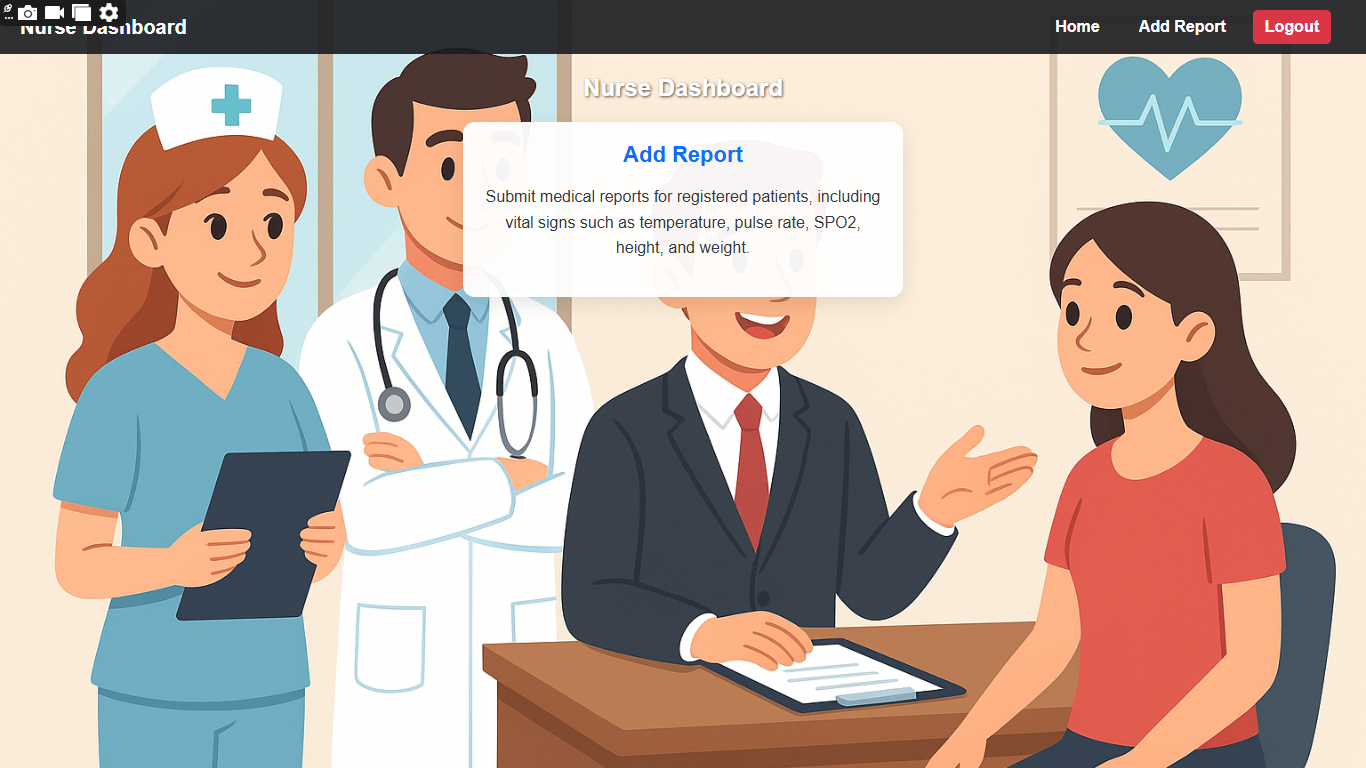 Nurse Dashboard
Home
Add Report
Logout
Nurse Dashboard
Add Report
Submit medical reports for registered patients, including
vital signs such as temperature, pulse rate, SPO2,
height, and weight.